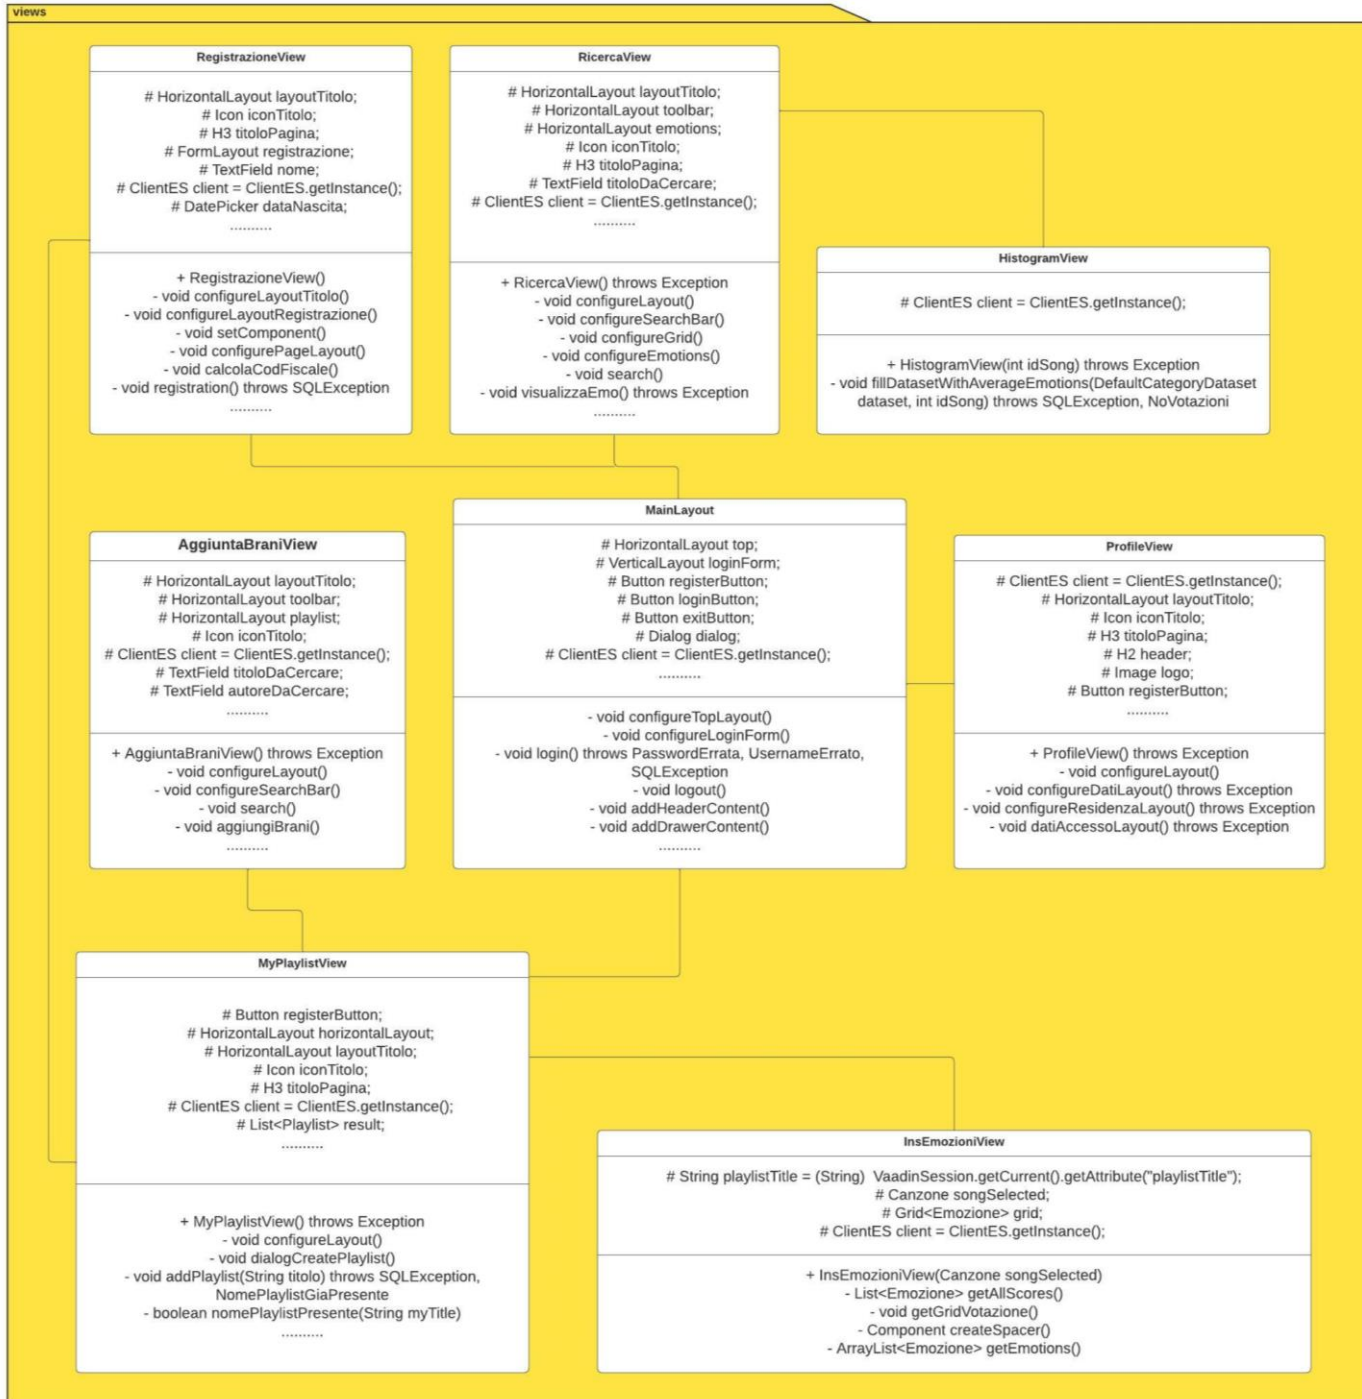 views
RegistrazioneView
# HorizontalLayout layoutTitolo;
# Icon iconTitolo;
# H3 titoloPagina;
# FormLayout registrazione;
# TextField nome;
# ClientES client = ClientES.getInstance();
# DatePicker dataNascita;
..........
+ RegistrazioneView()
- void configureLayoutTitolo()
- void configureLayoutRegistrazione()
- void setComponent()
- void configurePageLayout()
- void calcolaCodFiscale()
- void registration() throws SQLException
..........
RicercaView
# HorizontalLayout layoutTitolo;
# HorizontalLayout toolbar;
# HorizontalLayout emotions;
# Icon iconTitolo;
# H3 titoloPagina;
# TextField titoloDaCercare;
# ClientES client = ClientES.getInstance();
..........
+ RicercaView() throws Exception
- void configureLayout()
- void configureSearchBar()
- void configureGrid()
- void configureEmotions()
- void search()
- void visualizzaEmo() throws Exception
..........
HistogramView
# ClientES client = ClientES.getInstance();
+ HistogramView(int idSong) throws Exception
- void fillDatasetWithAverageEmotions(DefaultCategoryDataset
dataset, int idSong) throws SQLException, NoVotazioni
AggiuntaBraniView
# HorizontalLayout layoutTitolo;
# HorizontalLayout toolbar;
# HorizontalLayout playlist;
# Icon iconTitolo;
# ClientES client = ClientES.getInstance();
# TextField titoloDaCercare;
# TextField autoreDaCercare;
..........
+ AggiuntaBraniView() throws Exception
- void configureLayout()
- void configureSearchBar()
- void search()
- void aggiungiBrani()
..........
MainLayout
# HorizontalLayout top;
# VerticalLayout loginForm;
# Button registerButton;
# Button loginButton;
# Button exitButton;
# Dialog dialog;
# ClientES client = ClientES.getInstance();
..........
- void configureTopLayout()
- void configureLoginForm()
- void login() throws PasswordErrata, UsernameErrato,
SQLException
- void logout()
- void addHeaderContent()
- void addDrawerContent()
..........
ProfileView
# ClientES client = ClientES.getInstance();
# HorizontalLayout layoutTitolo;
# Icon iconTitolo;
# H3 titoloPagina;
# H2 header;
# Image logo;
# Button registerButton;
..........
+ ProfileView() throws Exception
- void configureLayout()
- void configureDatiLayout() throws Exception
- void configureResidenzaLayout() throws Exception
- void datiAccessoLayout() throws Exception
MyPlaylistView
# Button registerButton;
# HorizontalLayout horizontalLayout;
# HorizontalLayout layoutTitolo;
# Icon iconTitolo;
# H3 titoloPagina;
# ClientES client = ClientES.getInstance();
# List<Playlist> result;
..........
+ MyPlaylistView() throws Exception
- void configureLayout()
- void dialogCreatePlaylist()
- void addPlaylist(String titolo) throws SQLException,
NomePlaylistGiaPresente
- boolean nomePlaylistPresente(String myTitle)
..........
InsEmozioniView
# String playlistTitle = (String) VaadinSession.getCurrent().getAttribute("playlistTitle");
# Canzone songSelected;
# Grid<Emozione> grid;
# ClientES client = ClientES.getInstance();
+ InsEmozioniView(Canzone songSelected)
- List<Emozione> getAllScores()
- void getGridVotazione()
- Component createSpacer()
- ArrayList<Emozione> getEmotions()